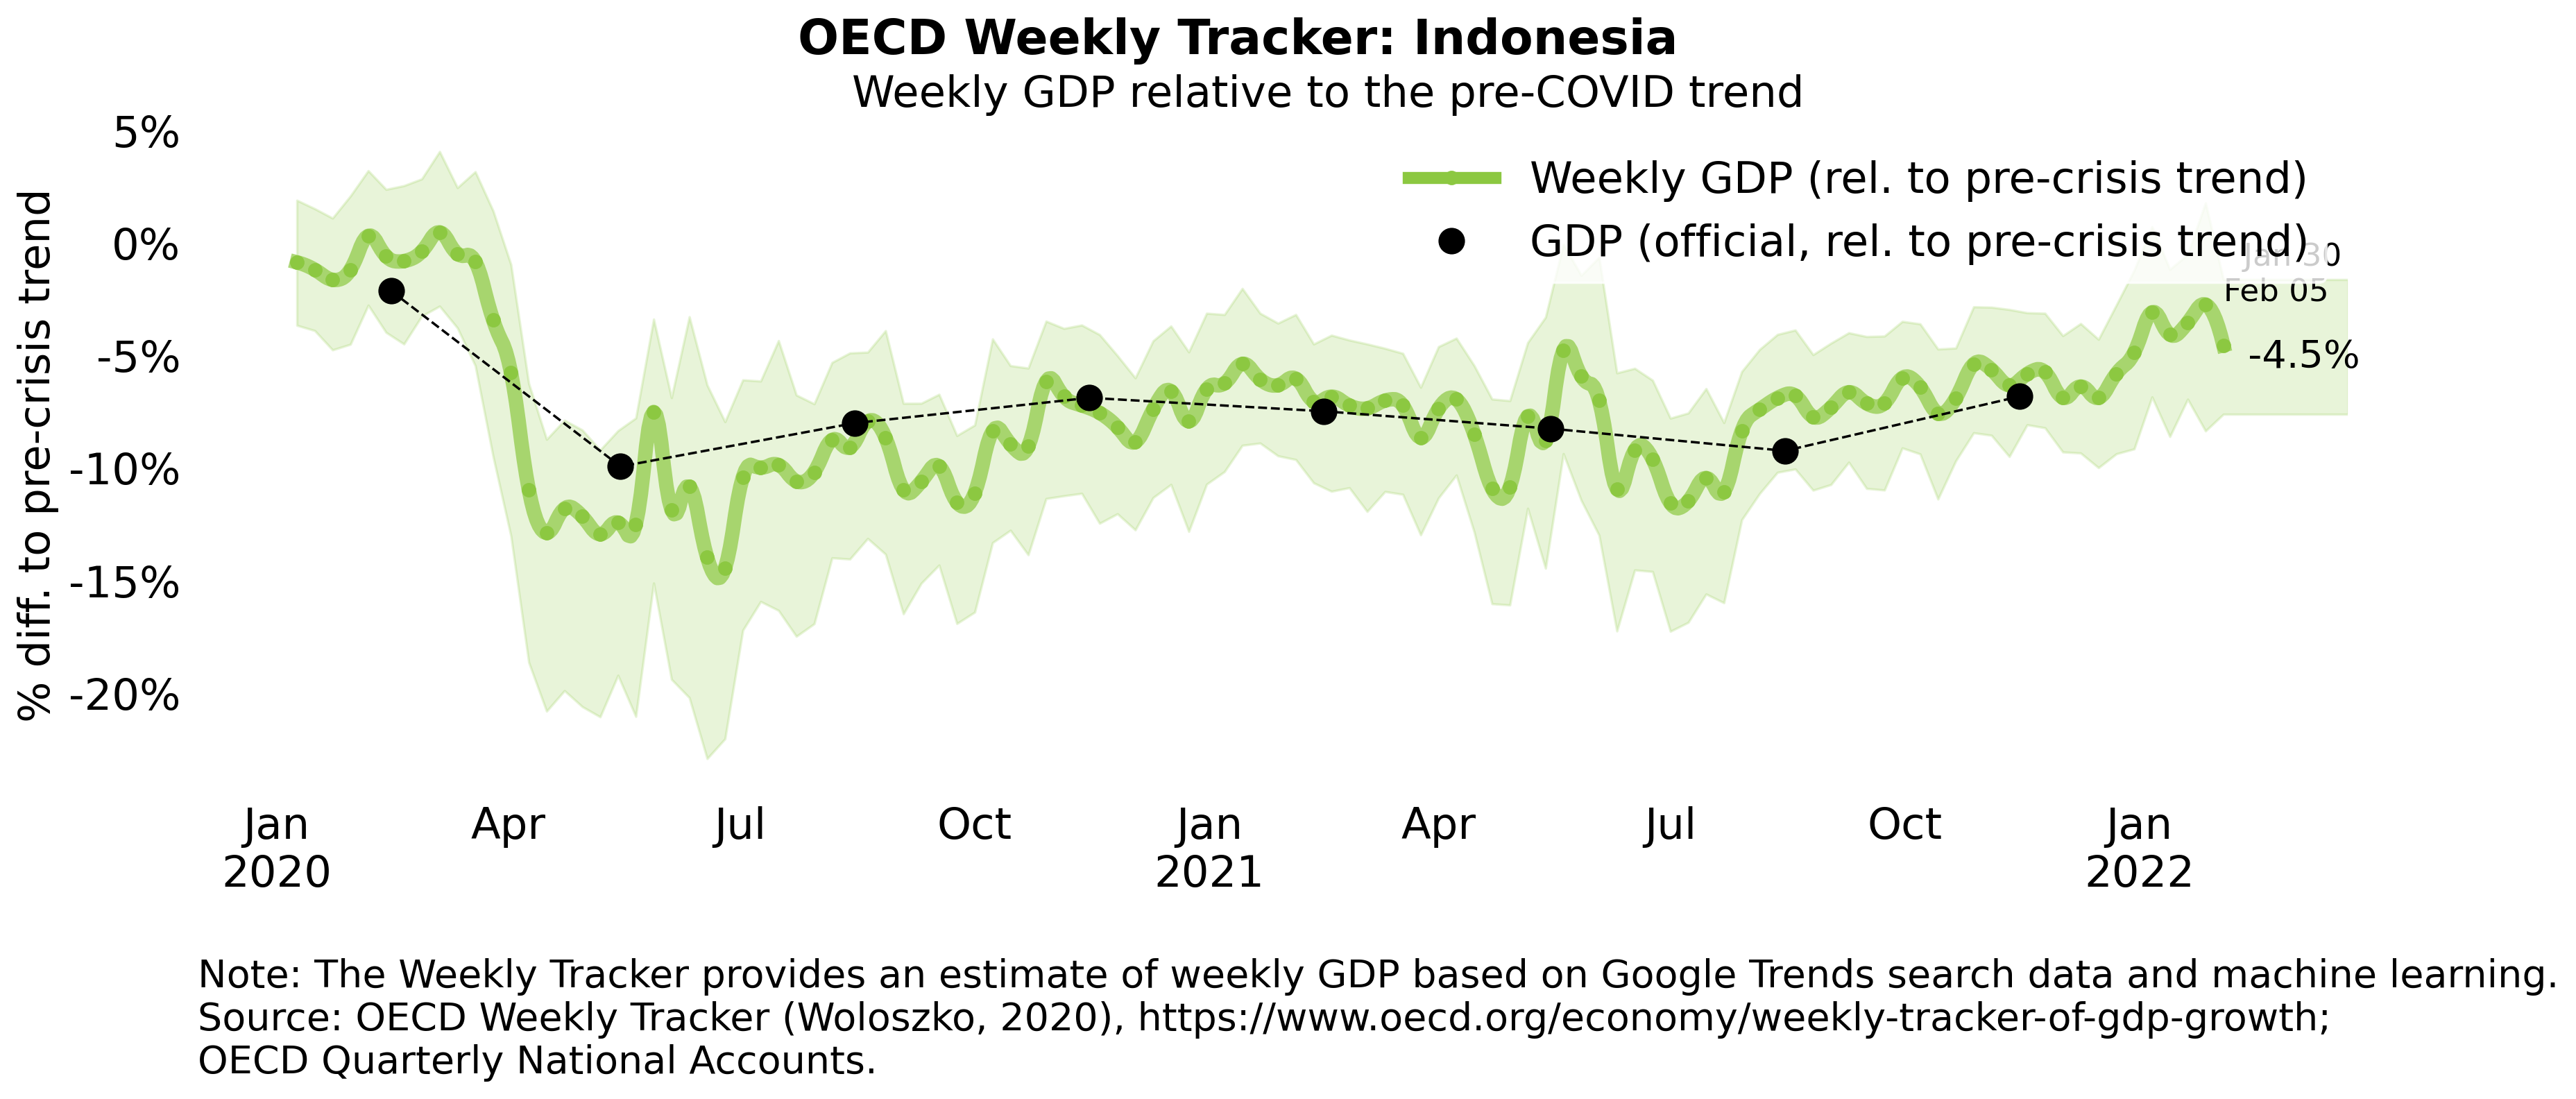 OECD Weekly Tracker: Indonesia
Weekly GDP relative to the pre-COVID trend
% diff. to pre-crisis trend
5%
0%
-5%
-10%
-15%
-20%
Weekly GDP (rel. to pre-crisis trend)
GDP (official, rel. to pre-crisis trend)
Jan 30
Feb 05
-4.5%
Jan Apr Jul Oct Jan Apr Jul Oct Jan
2020 2021 2022
Note: The Weekly Tracker provides an estimate of weekly GDP based on Google Trends search data and machine learning.
Source: OECD Weekly Tracker (Woloszko, 2020), https://www.oecd.org/economy/weekly-tracker-of-gdp-growth;
OECD Quarterly National Accounts.